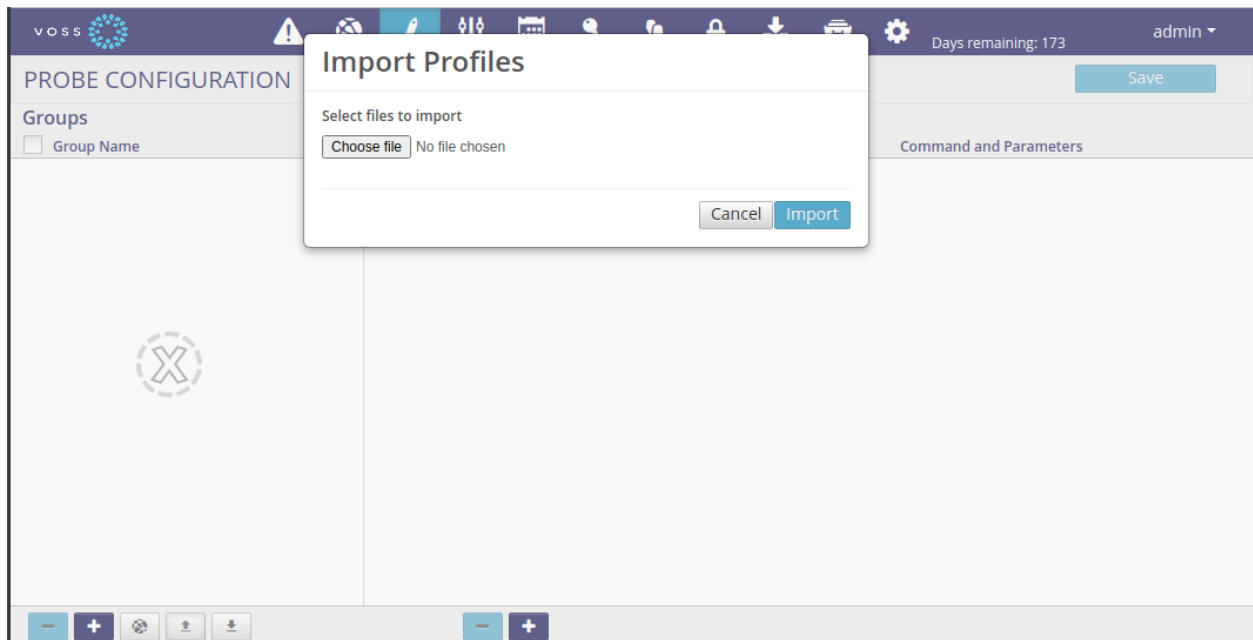 voss
Days remaining: 173
admin
PROBE CONFIGURATION
Save
Import Profiles
Select files to import
Choose file No file chosen
Cancel Import
Groups
Group Name
Command and Parameters